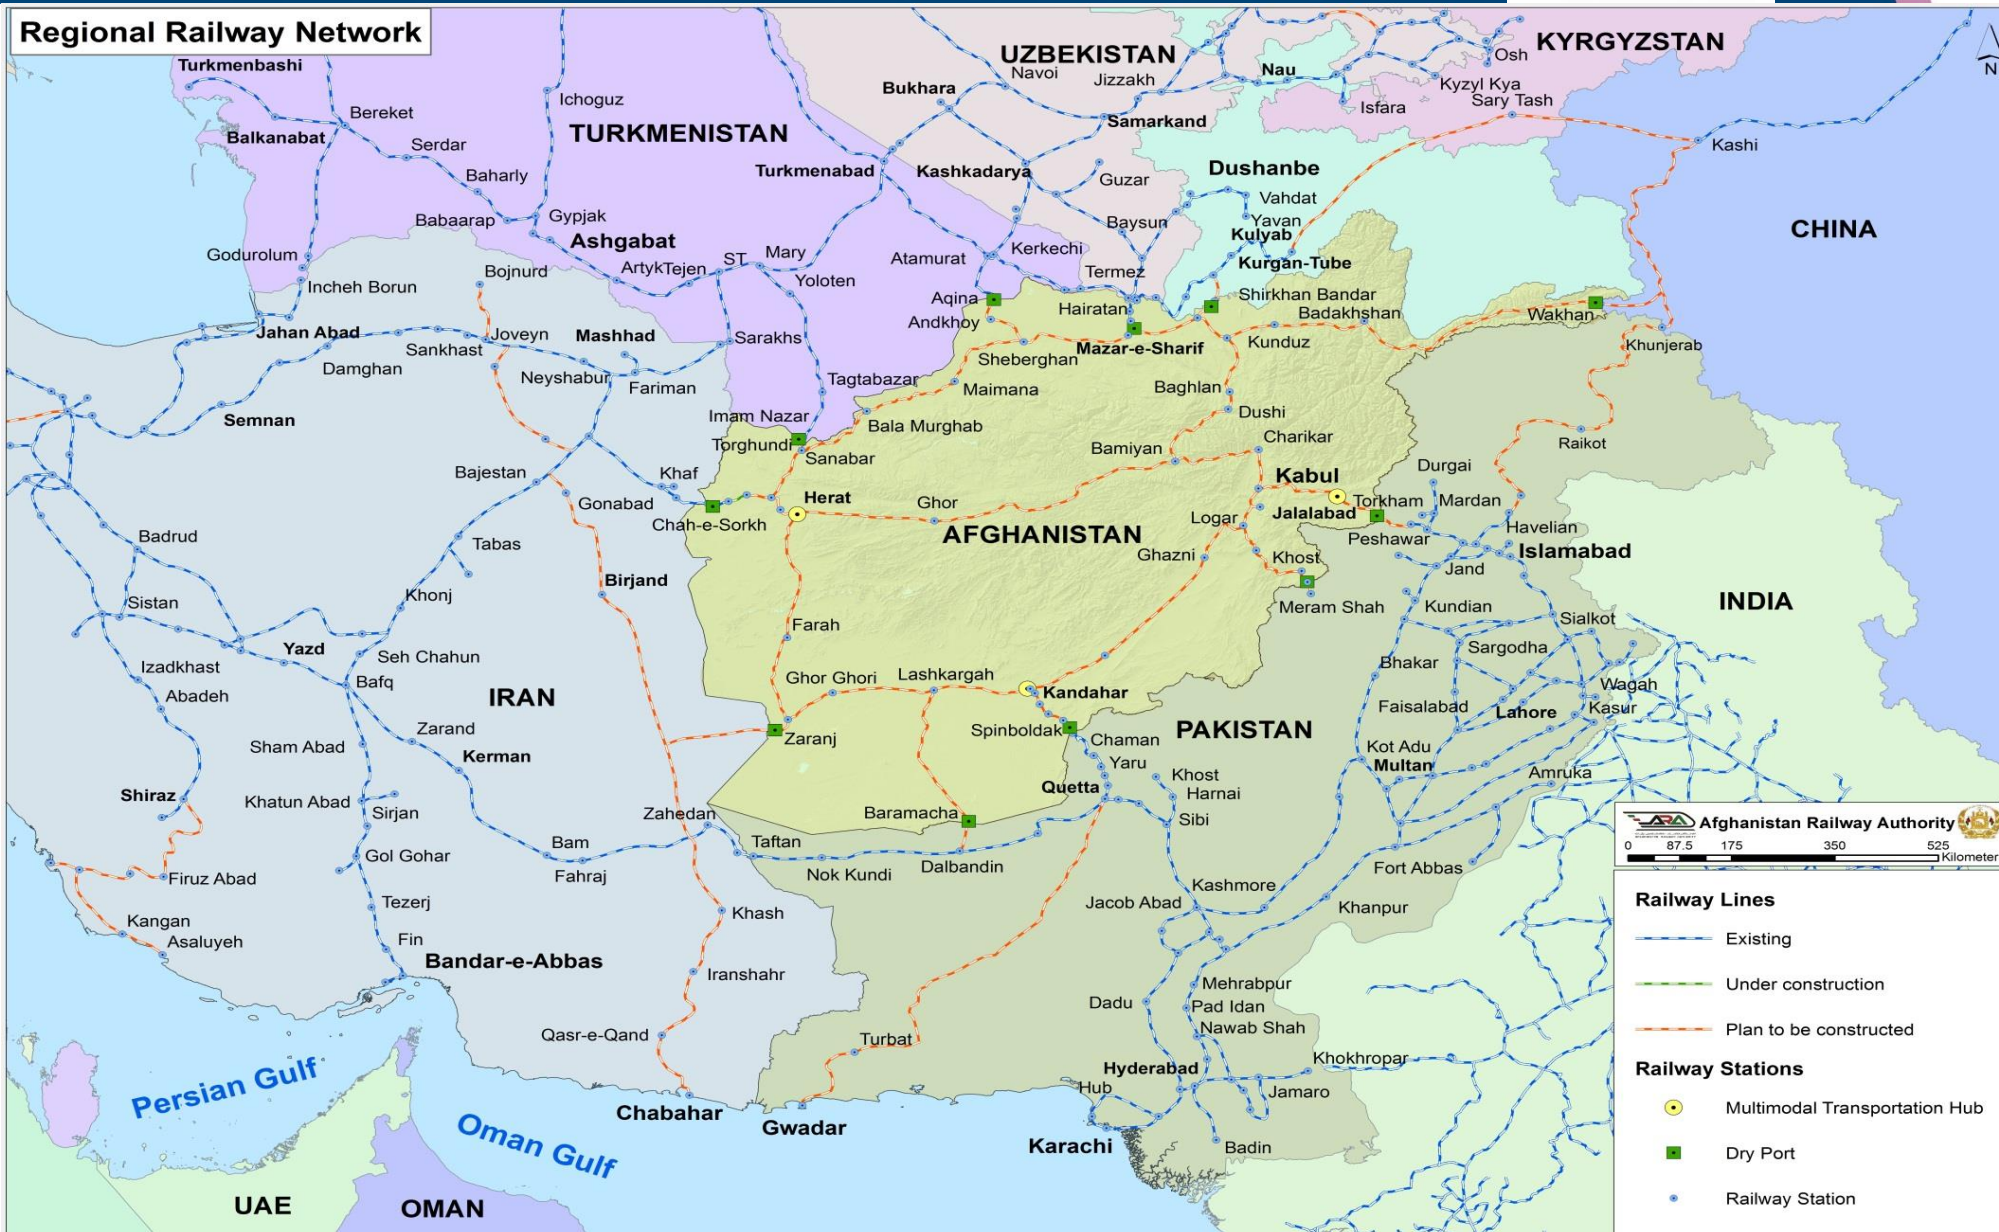 Regional Railway Network
UZBEKISTAN
KYRGYZSTAN
N
Turkmenbashi
Navoi
Jizzakh
Nau
Osh
Bukhara
Kyzyl Kya
Sary Tash
Ichoguz
Isfara
Bereket
Samarkand
TURKMENISTAN
Balkanabat
Serdar
Kashi
Dushanbe
Turkmenabad
Kashkadarya
Guzar
Baharly
Vahdat
Babaarap
Gypjak
Baysun
Yavan
CHINA
Ashgabat
Kulyab
Godurolum
Mary
Kerkechi
Atamurat
ST
Artyk
Tejen
Termez
Kurgan-Tube
Bojnurd
Yoloten
Incheh Borun
Aqina
Shirkhan Bandar
Hairatan
Badakhshan
Wakhan
Andkhoy
Jahan Abad
Joveyn
Mashhad
Sarakhs
Mazar-e-Sharif
Kunduz
Khunjerab
Sankhast
Sheberghan
Damghan
Neyshabur
Fariman
Tagtabazar
Maimana
Baghlan
Semnan
Imam Nazar
Bala Murghab
Dushi
Torghundi
Charikar
Raikot
Sanabar
Bamiyan
Bajestan
Khaf
Durgai
Kabul
Gonabad
Herat
Ghor
Torkham
Mardan
Chah-e-Sorkh
Logar
Jalalabad
AFGHANISTAN
Havelian
Badrud
Tabas
Peshawar
Islamabad
Ghazni
Khost
Jand
Birjand
Khonj
Sistan
Meram Shah
Kundian
INDIA
Farah
Sialkot
Yazd
Seh Chahun
Sargodha
Izadkhast
Bhakar
Bafq
Ghor Ghori
Lashkargah
Wagah
Abadeh
IRAN
Kandahar
Faisalabad
Lahore
Kasur
Zarand
Spinboldak
PAKISTAN
Zaranj
Chaman
Sham Abad
Kot Adu
Kerman
Yaru
Multan
Khost
Amruka
Shiraz
Quetta
Harnai
Khatun Abad
Sirjan
Zahedan
Baramacha
Sibi
ARA
Afghanistan Railway Authority
0 87.5 175 350 525
Kilometer
Bam
Taftan
Gol Gohar
Dalbandin
Fort Abbas
Firuz Abad
Fahraj
Nok Kundi
Kashmore
Tezerj
Jacob Abad
Khanpur
Railway Lines
Kangan
Khash
Asaluyeh
Fin
Existing
Bandar-e-Abbas
Iranshahr
Mehrabpur
Under construction
Dadu
Pad Idan
Qasr-e-Qand
Turbat
Nawab Shah
Plan to be constructed
Khokhropar
Hyderabad
Railway Stations
Persian Gulf
Hub
Jamaro
Chabahar
Multimodal Transportation Hub
Gwadar
Oman Gulf
Karachi
Badin
Dry Port
UAE
OMAN
Railway Station